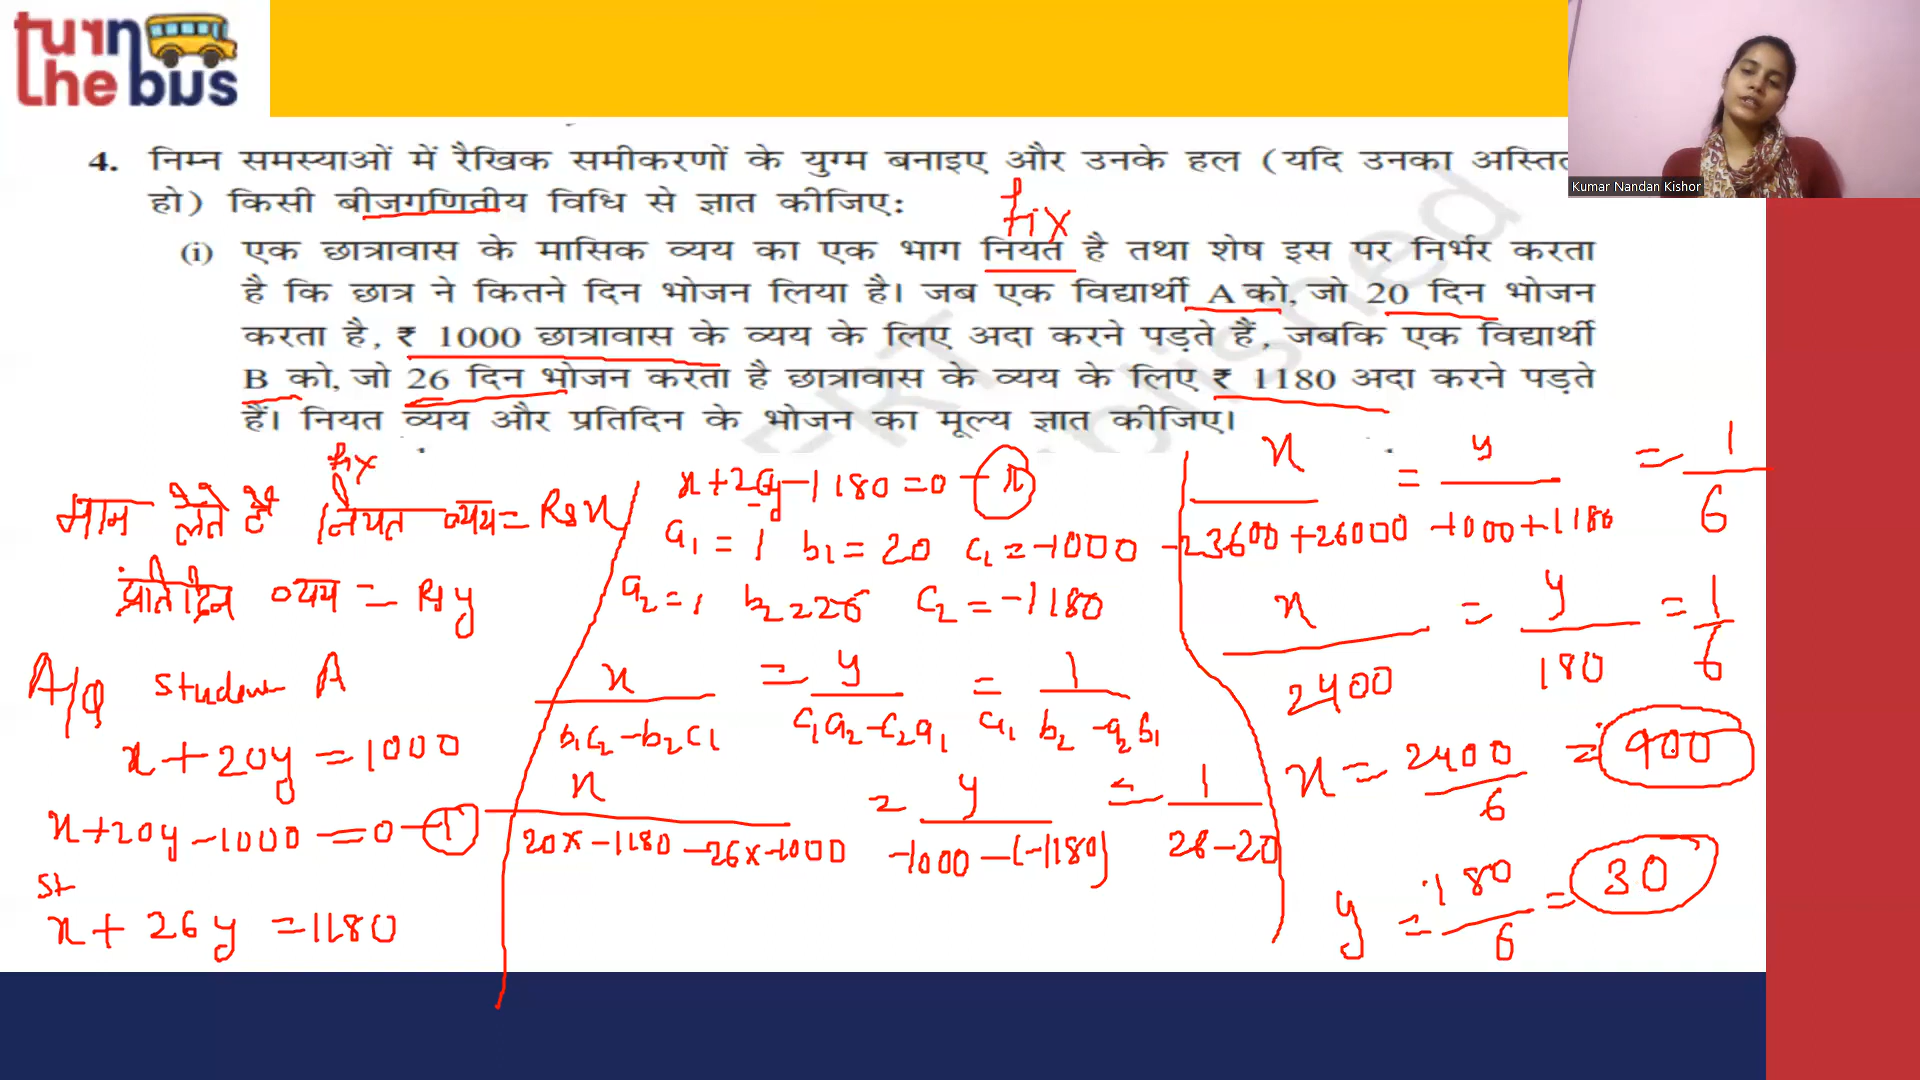 turn
the bus
Kumar Nandan Kishor
4. निम्न समस्याओं में रैखिक समीकरणों के युग्म बनाइए और उनके हल (यदि उनका
हो) किसी बीजगणितीय विधि से ज्ञात कीजिए:
fix
(i) एक छात्रावास के मासिक व्यय का एक भाग नियत है तथा शेष इस पर निर्भर करता
है कि छात्र ने कितने दिन भोजन लिया है। जब एक विद्यार्थी A को, जो 20 दिन भोजन
करता है, ₹ 1000 छात्रावास के व्यय के लिए अदा करने पड़ते हैं, जबकि एक विद्यार्थी
B को, जो 26 दिन भोजन करता है छात्रावास के व्यय के लिए ₹ 1180 अदा करने पड़ते
हैं। नियत व्यय और प्रतिदिन के भोजन का मूल्य ज्ञात कीजिए।
fix
मान लेते हैं नियत व्यय = Rs x
प्रतिदिन व्यय = Rs y
A/Q student A
x + 20y = 1000
x + 20y - 1000 = 0 - I
St
x + 26y = 1180
x + 26y - 1180 = 0 - II
a1 = 1 b1 = 20 c1 = -1000
a2 = 1 b2 = 26 c2 = -1180
x = y = 1
b1c2 - b2c1 c1a2 - c2a1 a1 b2 - a2 b1
x = y = 1
20x - 1180 - 26x - 1000 -1000 - (-1180) 26 - 20
x = y = 1
-23600 + 26000 -1000 + 1180 6
x = y = 1
2400 180 6
x = 2400 = 900
6
y = 180 = 30
6